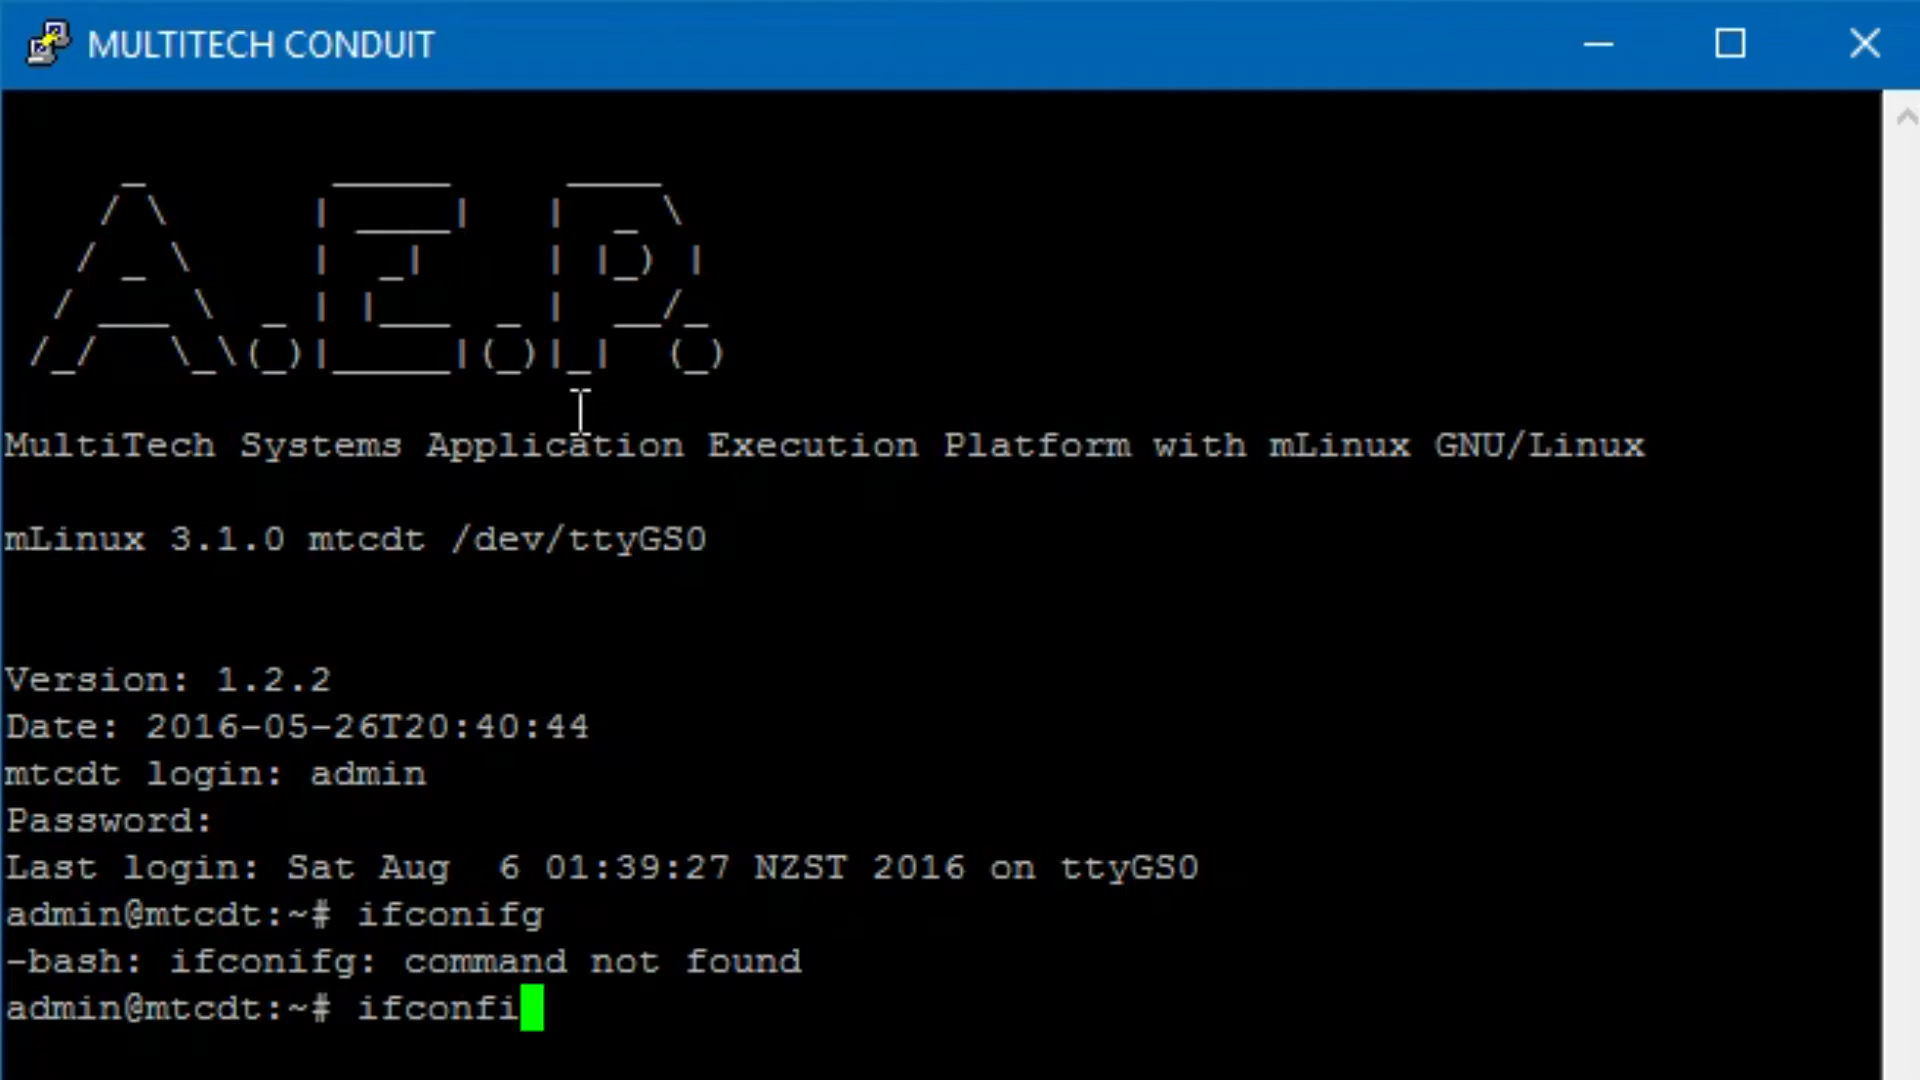 MULTITECH CONDUIT
A.E.P.
MultiTech Systems Application Execution Platform with mLinux GNU/Linux
mLinux 3.1.0 mtcdt /dev/ttyGS0
Version: 1.2.2
Date: 2016-05-26T20:40:44
mtcdt login: admin
Password:
Last login: Sat Aug  6 01:39:27 NZST 2016 on ttyGS0
admin@mtcdt:~# ifconifg
-bash: ifconifg: command not found
admin@mtcdt:~# ifconfi